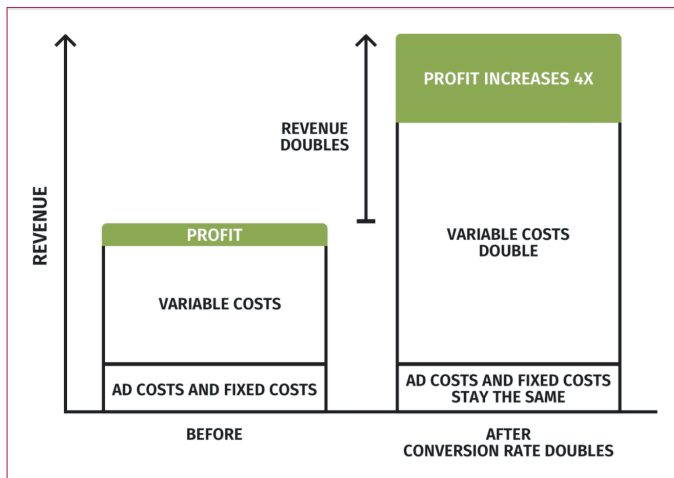 REVENUE
PROFIT
VARIABLE COSTS
AD COSTS AND FIXED COSTS
BEFORE
REVENUE
DOUBLES
PROFIT INCREASES 4X
VARIABLE COSTS
DOUBLE
AD COSTS AND FIXED COSTS
STAY THE SAME
AFTER
CONVERSION RATE DOUBLES